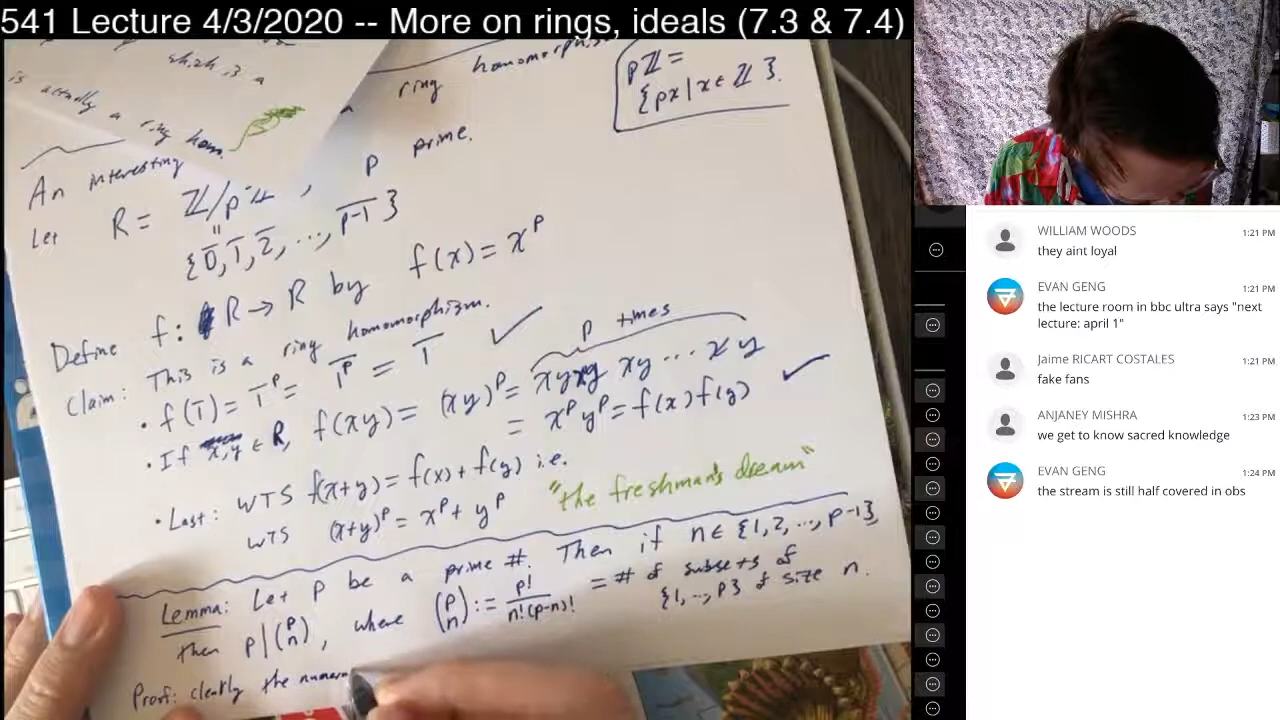 541 Lecture 4/3/2020 -- More on rings, ideals (7.3 & 7.4)
which is a
is actually a ring hom.
a ring homomorphism
pℤ =
{px | x ∈ ℤ}.
An interesting
Let R = ℤ/pℤ, p prime.
"
{0̅, 1̅, 2̅, ..., p-1̅}
Define f: R → R by f(x) = x^p
Claim: This is a ring homomorphism.
• f(1̅) = 1̅^p = 1^p̅ = 1̅ ✓
p times
• If x,y ∈ R, f(xy) = (xy)^p = xy xy ⋯ xy
= x^p y^p = f(x) f(y) ✓
• Last: WTS f(x+y) = f(x) + f(y) i.e.
WTS (x+y)^p = x^p + y^p "the freshman's dream"
Lemma: Let p be a prime #. Then if n ∈ {1, 2, ..., p-1},
then p | (p n), where (p n) := p!/n!(p-n)! = # of subsets of
{1, ..., p} of size n.
Proof: clearly the numera
WILLIAM WOODS 1:21 PM
they aint loyal
EVAN GENG 1:21 PM
the lecture room in bbc ultra says "next
lecture: april 1"
Jaime RICART COSTALES 1:21 PM
fake fans
ANJANEY MISHRA 1:23 PM
we get to know sacred knowledge
EVAN GENG 1:24 PM
the stream is still half covered in obs